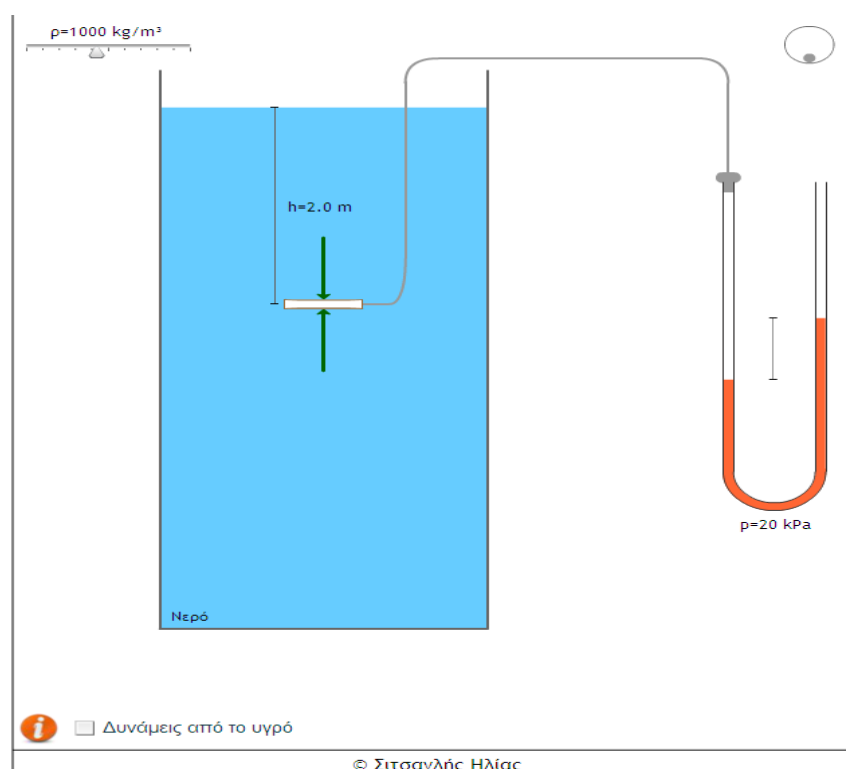 ρ=1000 kg/m³
h=2.0 m
p=20 kPa
Νερό
Δυνάμεις από το υγρό
© Σιτσανλής Ηλίας